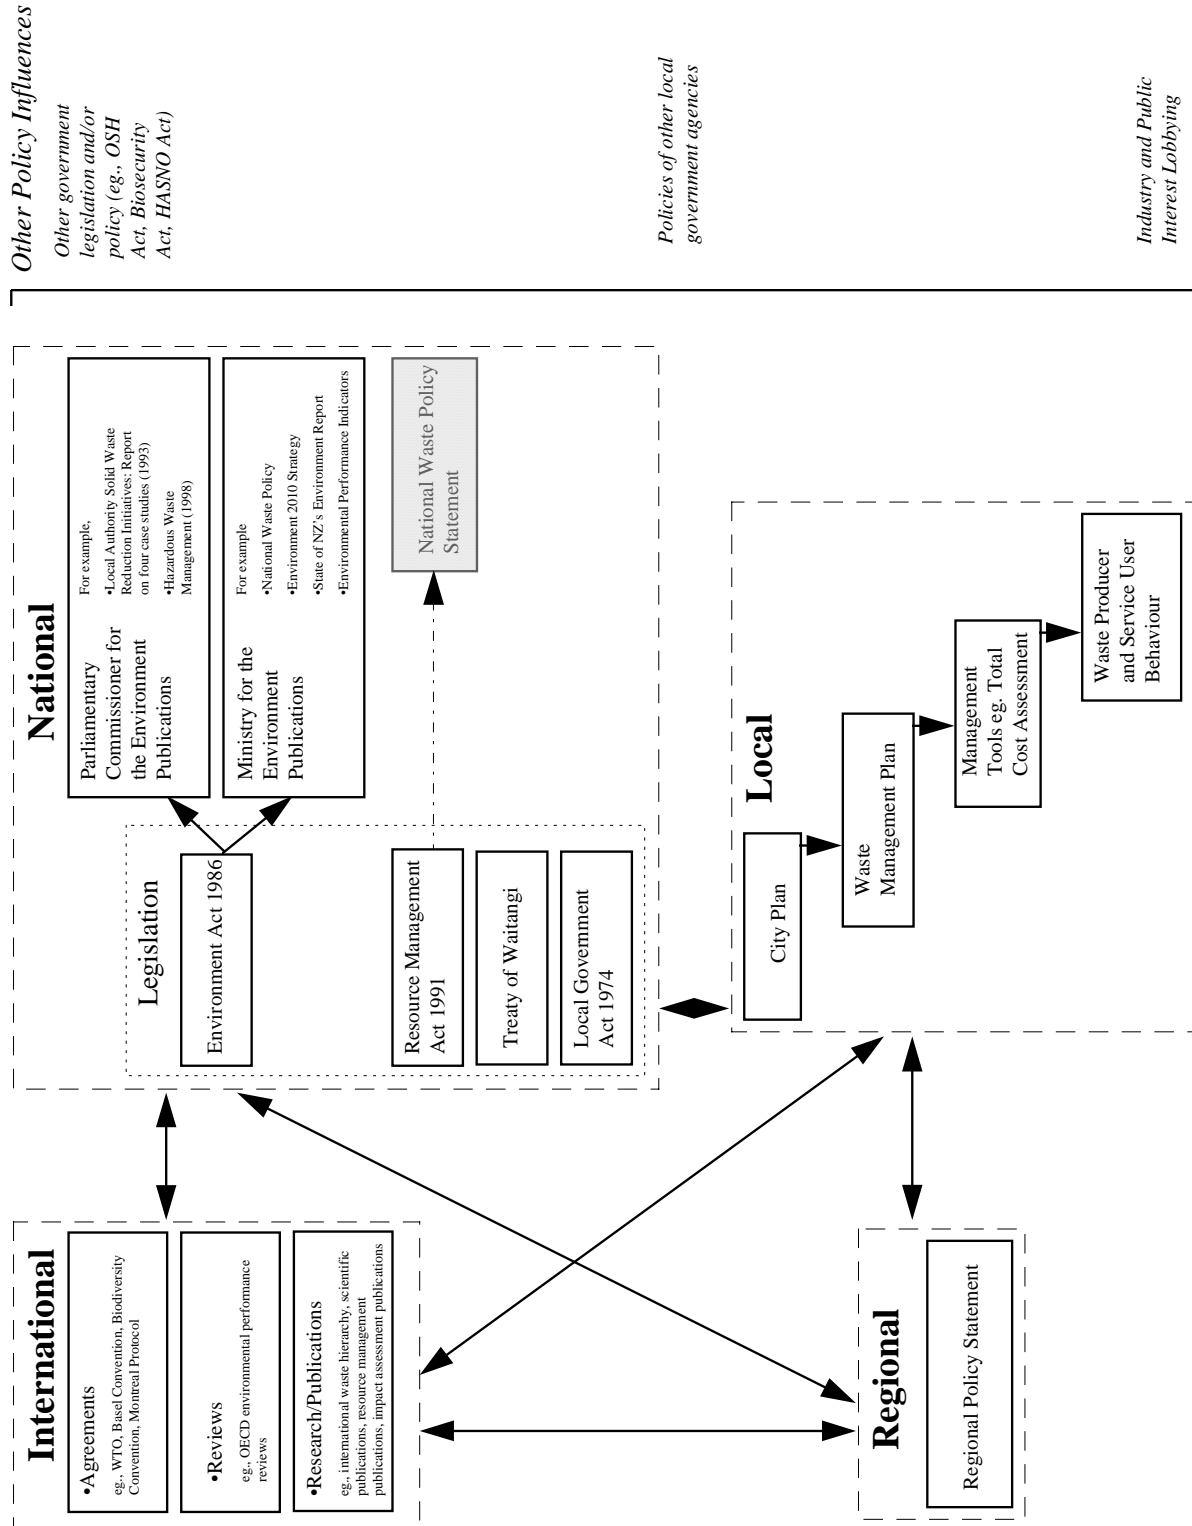 International
•Agreements
eg., WTO, Basel Convention, Biodiversity
Convention, Montreal Protocol
•Reviews
eg., OECD environmental performance
reviews
•Research/Publications
eg., international waste hierarchy, scientific
publications, resource management
publications, impact assessment publications
National
Legislation
Environment Act 1986
Resource Management
Act 1991
Treaty of Waitangi
Local Government
Act 1974
Parliamentary
Commissioner for
the Environment
Publications
For example,
•Local Authority Solid Waste
Reduction Initiatives: Report
on four case studies (1993)
•Hazardous Waste
Management (1998)
Ministry for the
Environment
Publications
For example
•National Waste Policy
•Environment 2010 Strategy
•State of NZ's Environment Report
•Environmental Performance Indicators
National Waste Policy
Statement
Other Policy Influences
Other government
legislation and/or
policy (eg., OSH
Act, Biosecurity
Act, HASNO Act)
Policies of other local
government agencies
Industry and Public
Interest Lobbying
Regional
Regional Policy Statement
Local
City Plan
Waste
Management Plan
Management
Tools eg. Total
Cost Assessment
Waste Producer
and Service User
Behaviour